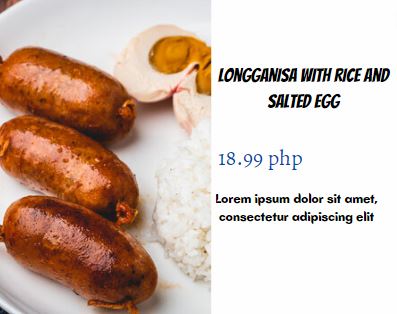 LONGGANISA WITH RICE AND
SALTED EGG
18.99 php
Lorem ipsum dolor sit amet,
consectetur adipiscing elit